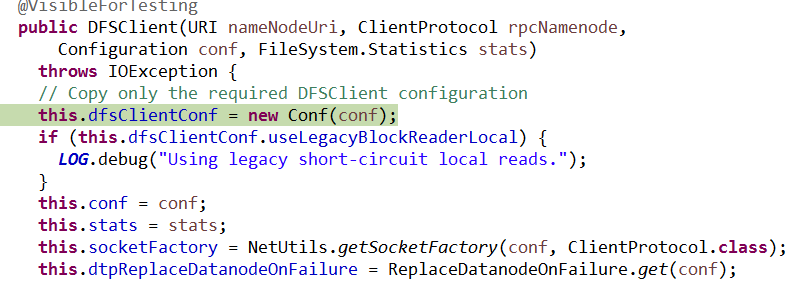 @VisibleForTesting
public DFSClient(URI nameNodeUri, ClientProtocol rpcNamenode,
Configuration conf, FileSystem.Statistics stats)
throws IOException {
// Copy only the required DFSClient configuration
this.dfsClientConf = new Conf(conf);
if (this.dfsClientConf.useLegacyBlockReaderLocal) {
LOG.debug("Using legacy short-circuit local reads.");
}
this.conf = conf;
this.stats = stats;
this.socketFactory = NetUtils.getSocketFactory(conf, ClientProtocol.class);
this.dtpReplaceDatanodeOnFailure = ReplaceDatanodeOnFailure.get(conf);